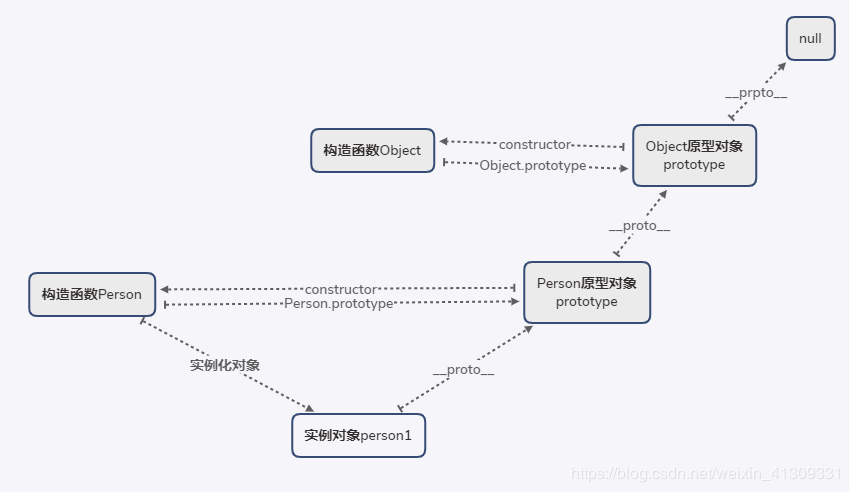 null
__prpto__
构造函数Object
constructor
Object.prototype
Object原型对象
prototype
__proto__
构造函数Person
constructor
Person.prototype
Person原型对象
prototype
实例化对象
__proto__
实例对象person1
https://blog.csdn.net/weixin_41309331